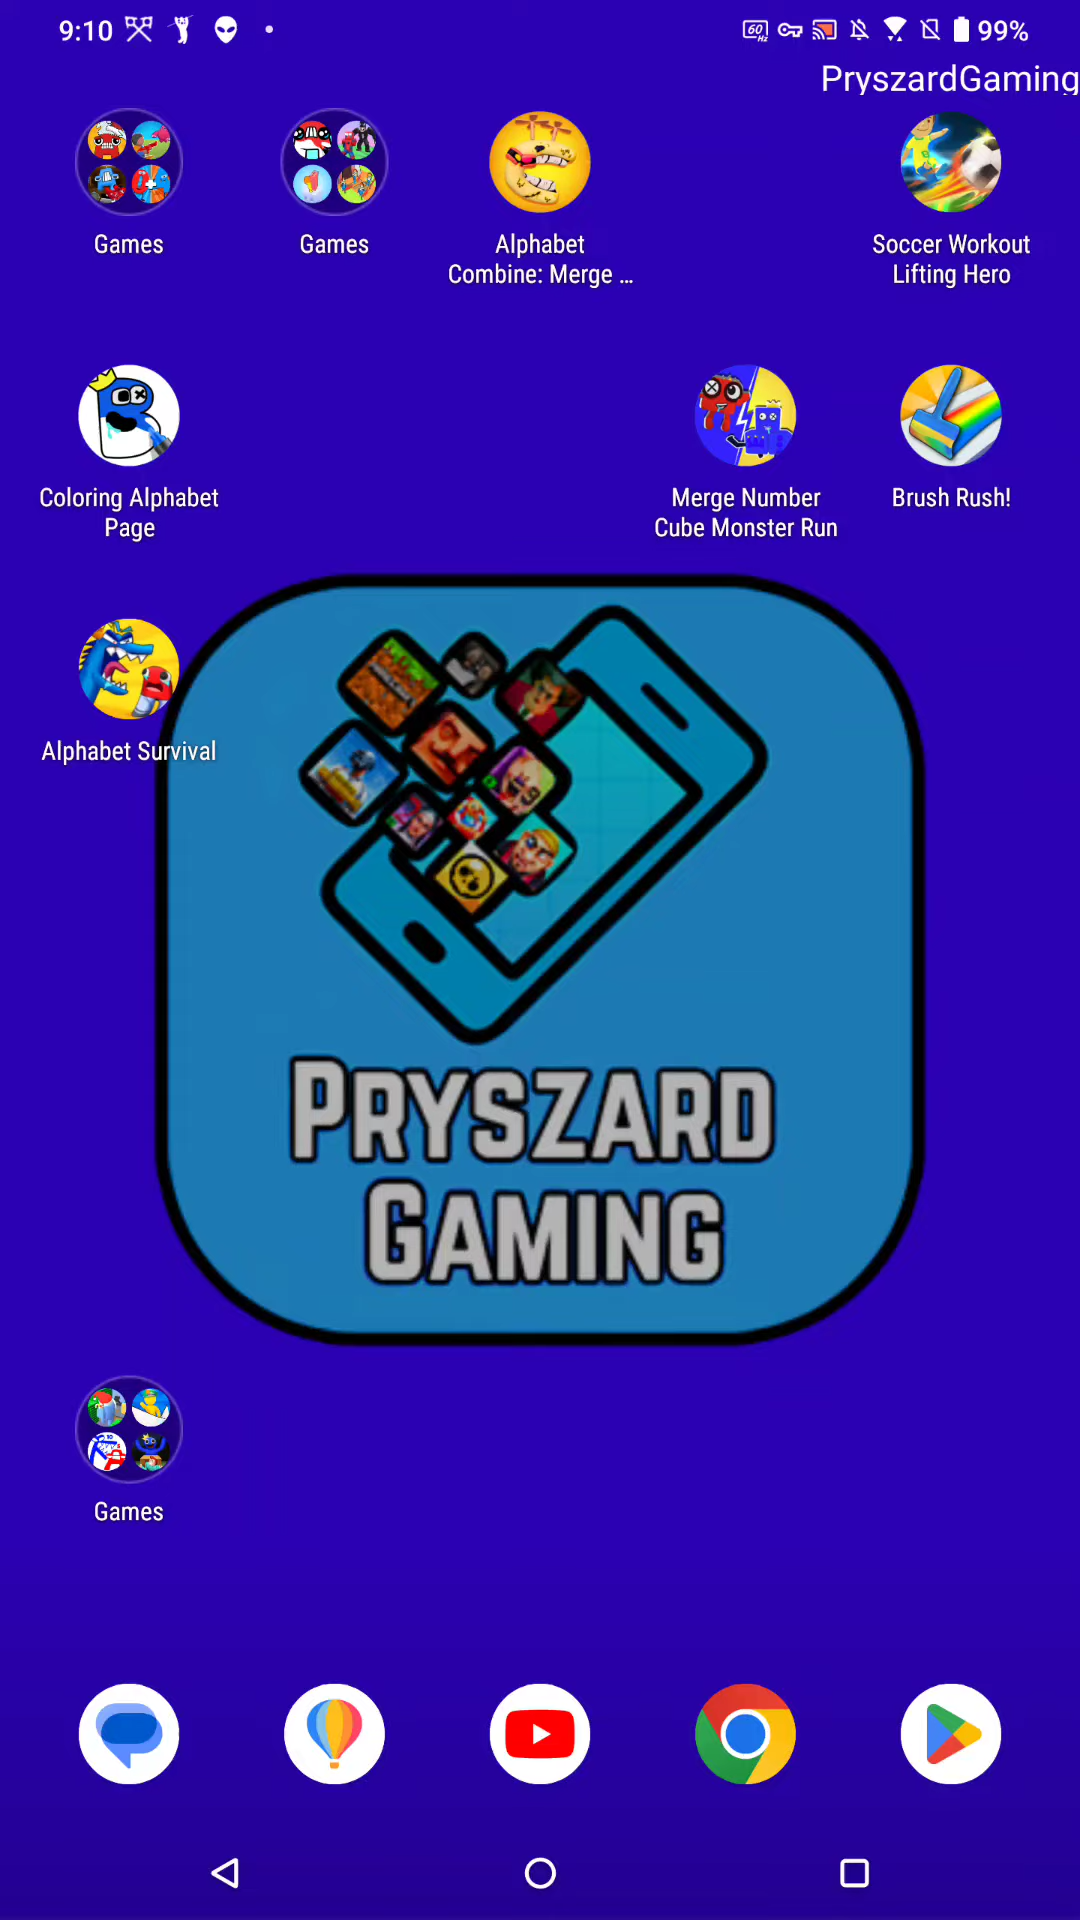 9:10
60Hz
99%
PryszardGaming
Games
Games
Alphabet
Combine: Merge ...
Soccer Workout
Lifting Hero
Coloring Alphabet
Page
Merge Number
Cube Monster Run
Brush Rush!
Alphabet Survival
PRYSZARD
GAMING
Games